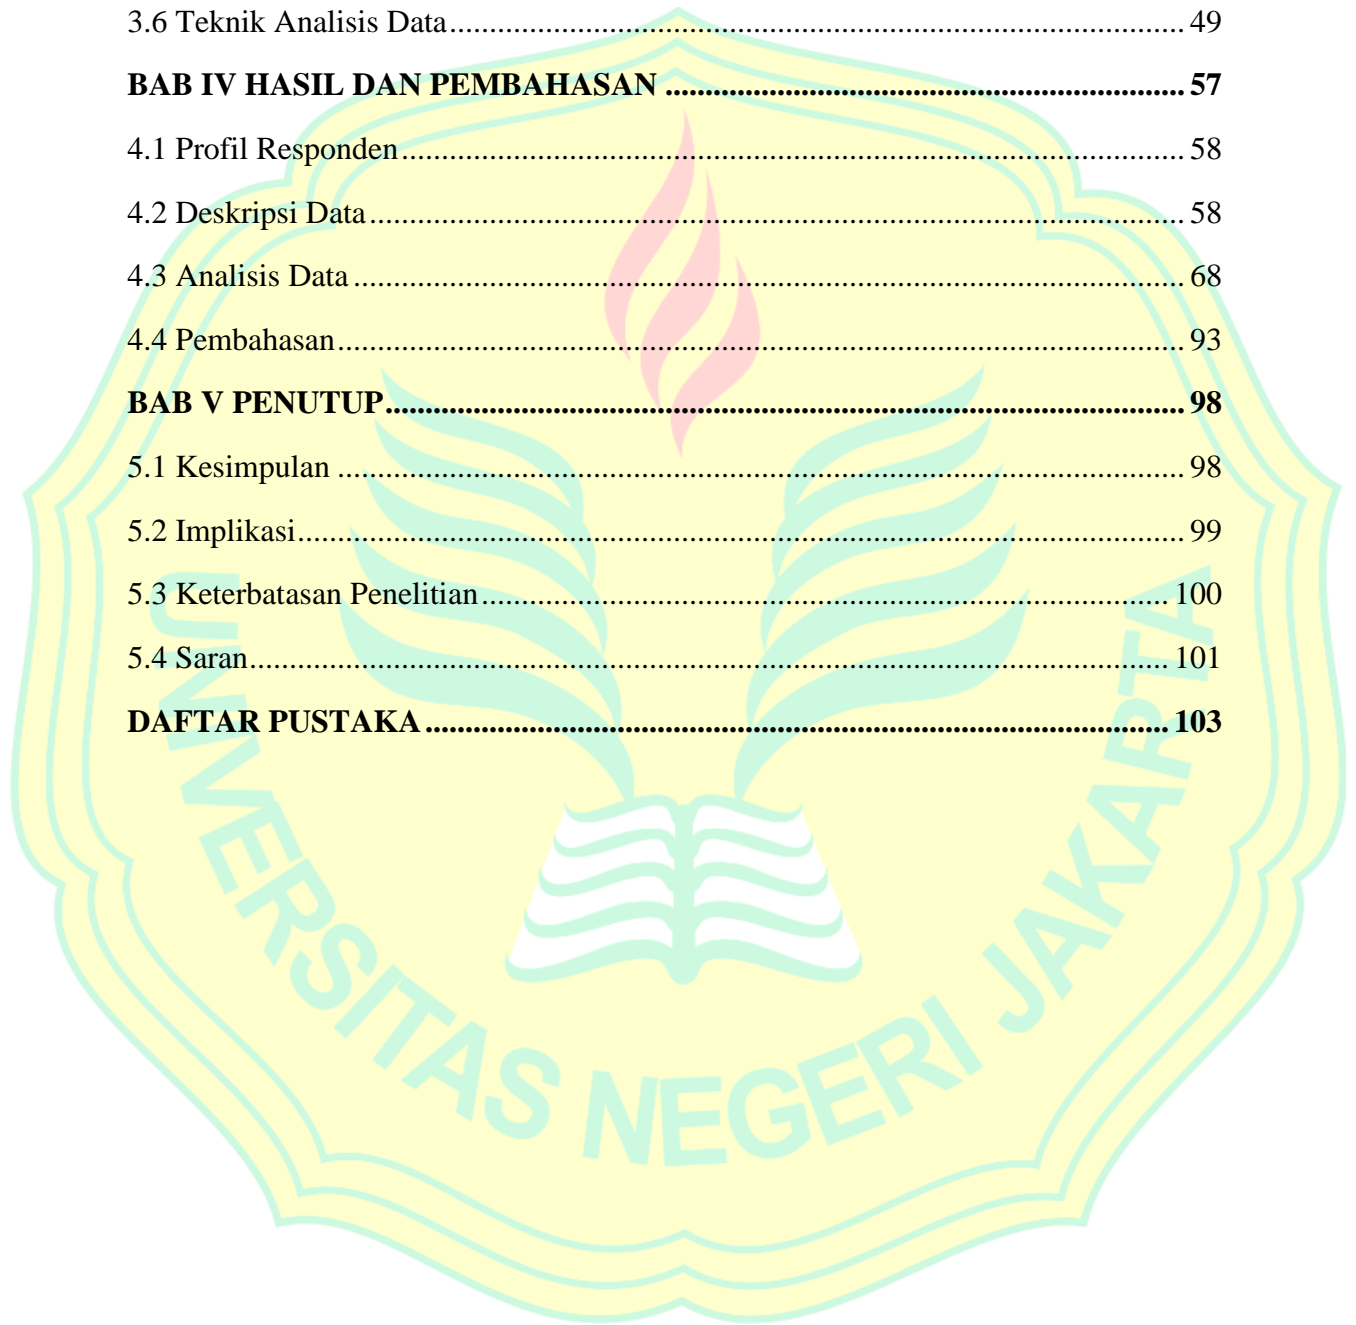 3.6 Teknik Analisis Data.......................................................................................... 49
BAB IV HASIL DAN PEMBAHASAN ................................................................ 57
4.1 Profil Responden................................................................................................ 58
4.2 Deskripsi Data.................................................................................................... 58
4.3 Analisis Data ...................................................................................................... 68
4.4 Pembahasan........................................................................................................ 93
BAB V PENUTUP.................................................................................................. 98
5.1 Kesimpulan ........................................................................................................ 98
5.2 Implikasi............................................................................................................. 99
5.3 Keterbatasan Penelitian.................................................................................... 100
5.4 Saran................................................................................................................. 101
DAFTAR PUSTAKA........................................................................................... 103
UNIVERSITAS NEGERI JAKARTA